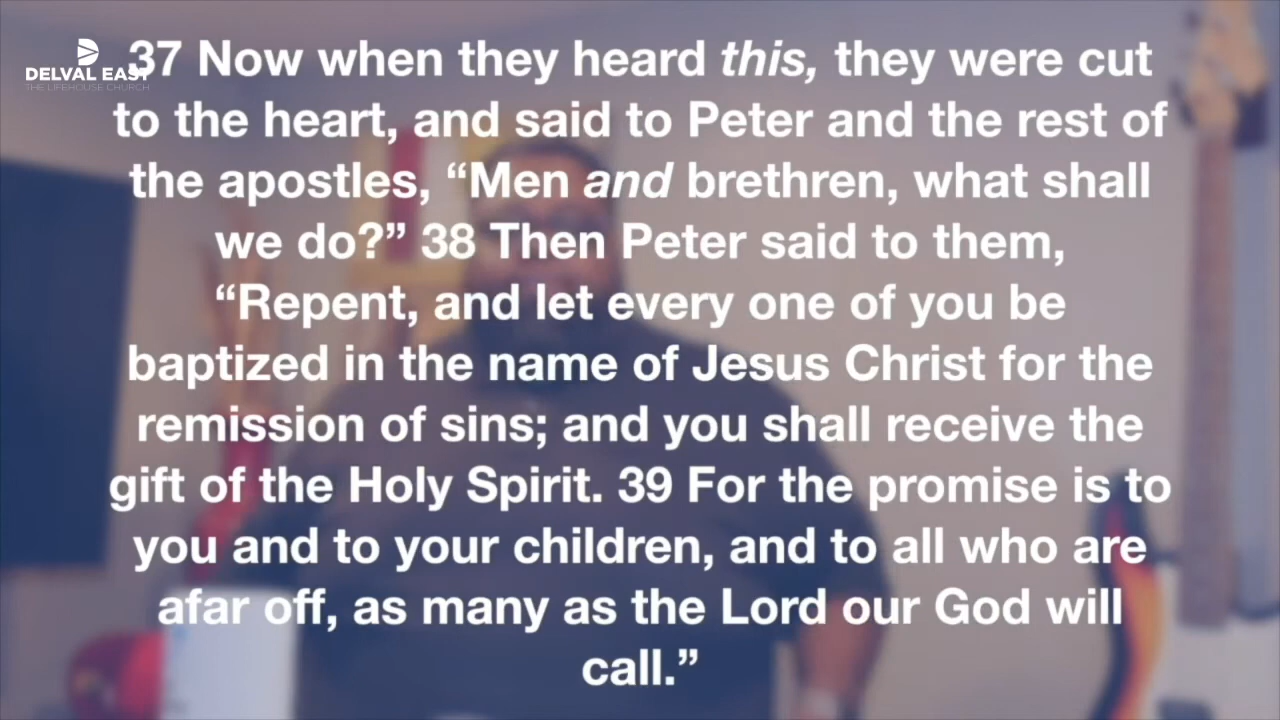 DELVAL EAST
THE LIFEHOUSE CHURCH
37 Now when they heard this, they were cut
to the heart, and said to Peter and the rest of
the apostles, “Men and brethren, what shall
we do?” 38 Then Peter said to them,
“Repent, and let every one of you be
baptized in the name of Jesus Christ for the
remission of sins; and you shall receive the
gift of the Holy Spirit. 39 For the promise is to
you and to your children, and to all who are
afar off, as many as the Lord our God will
call.”